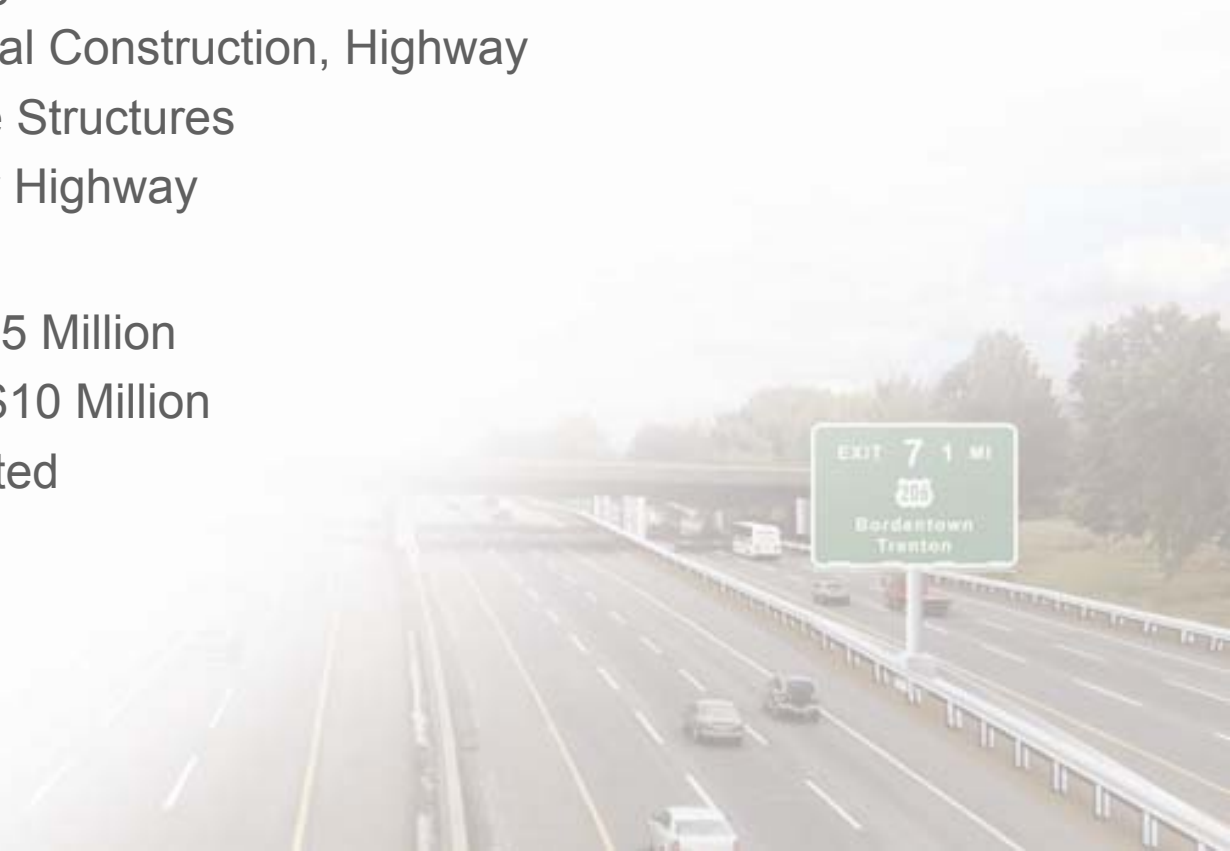 al Construction, Highway
Structures
Highway
5 Million
$10 Million
ted
EXIT 7 1 MI
206
Bordentown
Trenton